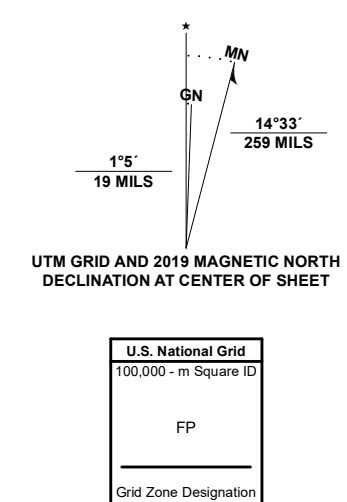 ★
MN
GN
14°33´
259 MILS
1°5´
19 MILS
UTM GRID AND 2019 MAGNETIC NORTH
DECLINATION AT CENTER OF SHEET
U.S. National Grid
100,000 - m Square ID
FP
Grid Zone Designation